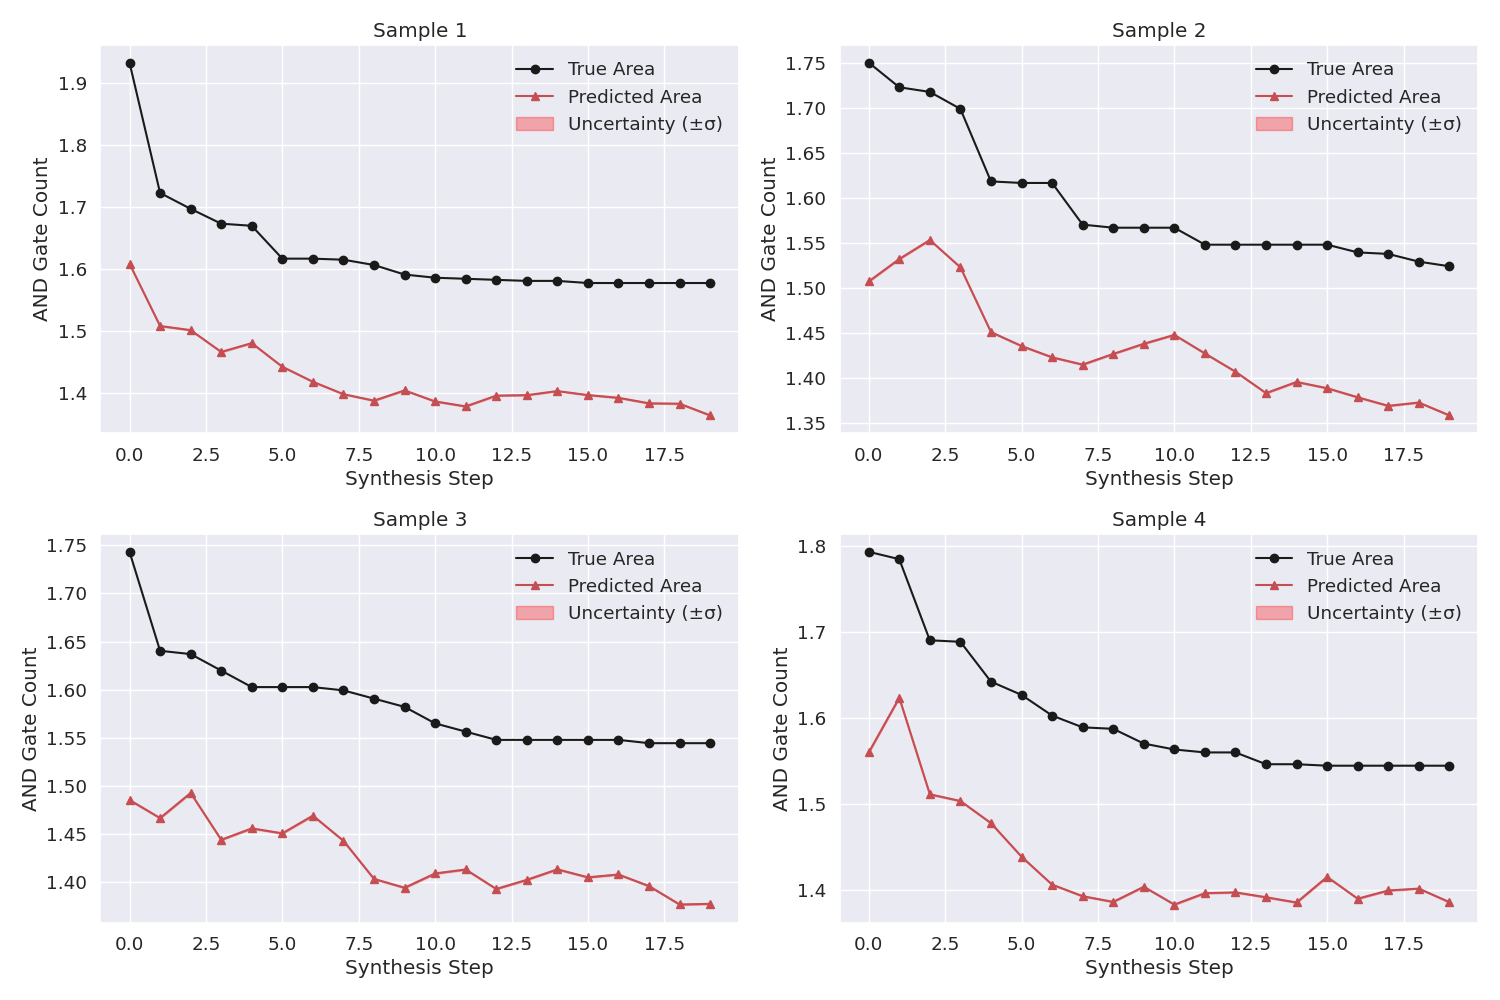 Sample 1
True Area
Predicted Area
Uncertainty (±σ)
AND Gate Count
1.9
1.8
1.7
1.6
1.5
1.4
0.0 2.5 5.0 7.5 10.0 12.5 15.0 17.5
Synthesis Step
Sample 2
True Area
Predicted Area
Uncertainty (±σ)
AND Gate Count
1.75
1.70
1.65
1.60
1.55
1.50
1.45
1.40
1.35
0.0 2.5 5.0 7.5 10.0 12.5 15.0 17.5
Synthesis Step
Sample 3
True Area
Predicted Area
Uncertainty (±σ)
AND Gate Count
1.75
1.70
1.65
1.60
1.55
1.50
1.45
1.40
0.0 2.5 5.0 7.5 10.0 12.5 15.0 17.5
Synthesis Step
Sample 4
True Area
Predicted Area
Uncertainty (±σ)
AND Gate Count
1.8
1.7
1.6
1.5
1.4
0.0 2.5 5.0 7.5 10.0 12.5 15.0 17.5
Synthesis Step